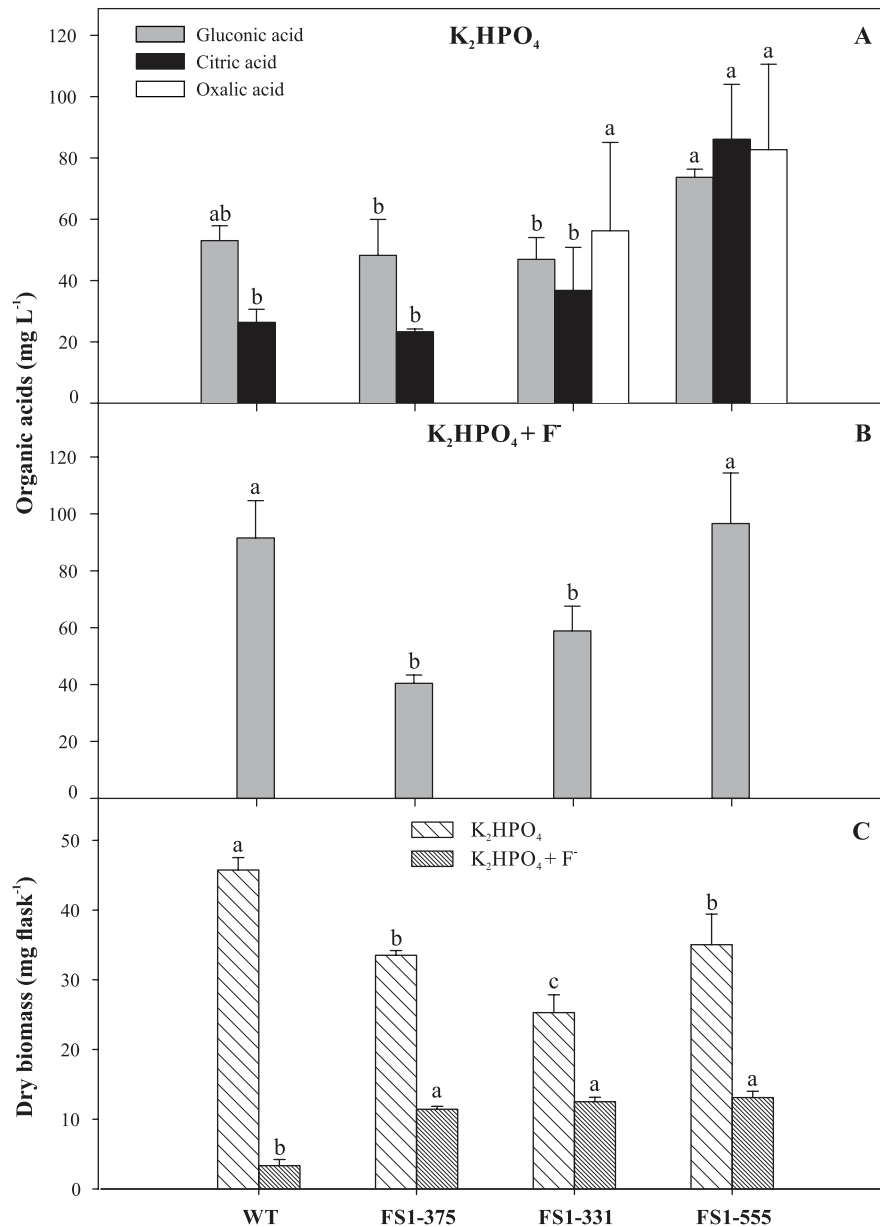 K₂HPO₄
A
Gluconic acid
Citric acid
Oxalic acid
120
100
80
60
40
20
0
ab
b
b
b
b
b
a
a
a
a
K₂HPO₄ + F⁻
B
120
100
80
60
40
20
0
a
b
b
a
Organic acids (mg L⁻¹)
K₂HPO₄
K₂HPO₄ + F⁻
C
50
40
30
20
10
0
a
b
b
a
c
a
b
a
Dry biomass (mg flask⁻¹)
WT
FS1-375
FS1-331
FS1-555